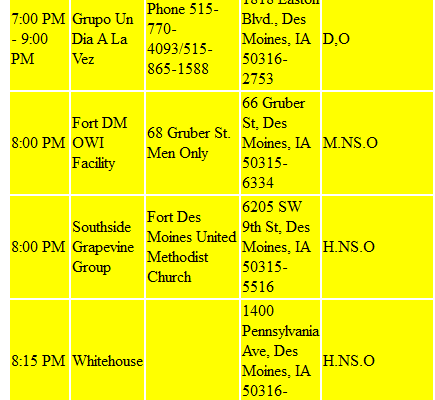 7:00 PM - 9:00 PM
Grupo Un Dia A La Vez
Phone 515-770-4093/515-865-1588
1818 Easton Blvd., Des Moines, IA 50316-2753
D,O
8:00 PM
Fort DM OWI Facility
68 Gruber St. Men Only
66 Gruber St, Des Moines, IA 50315-6334
M.NS.O
8:00 PM
Southside Grapevine Group
Fort Des Moines United Methodist Church
6205 SW 9th St, Des Moines, IA 50315-5516
H.NS.O
8:15 PM
Whitehouse
1400 Pennsylvania Ave, Des Moines, IA 50316-
H.NS.O